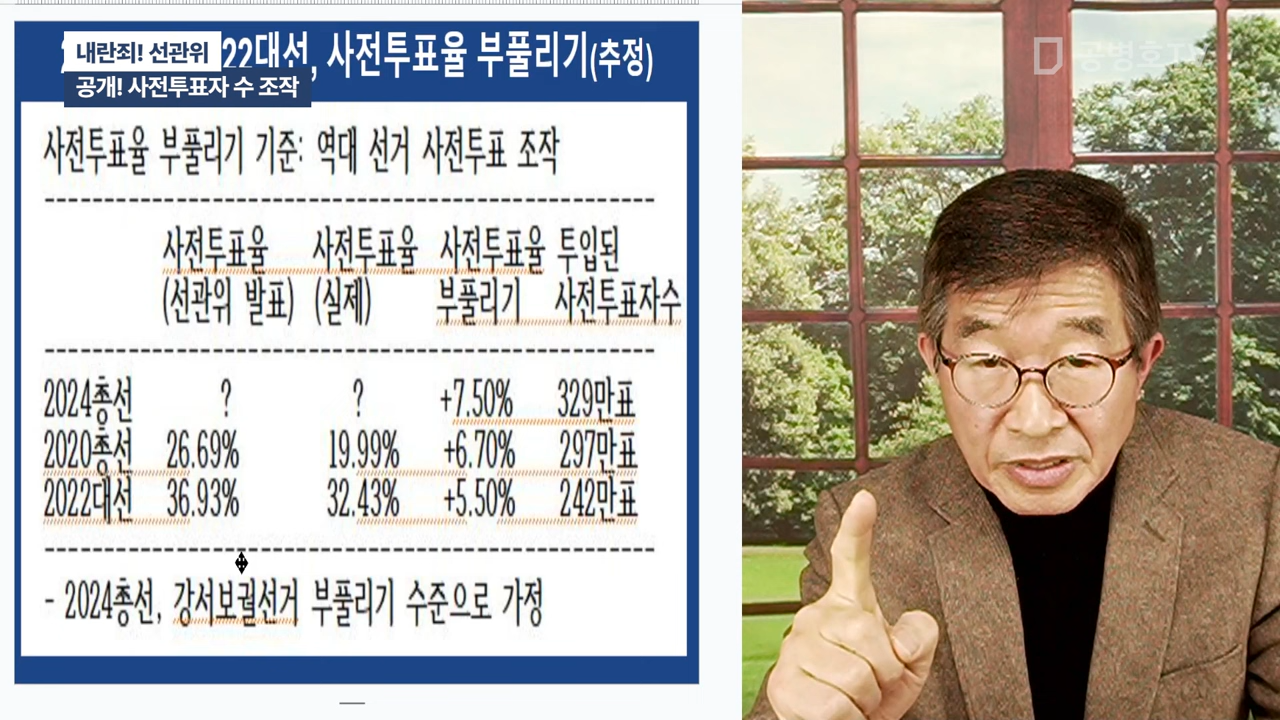 내란죄! 선관위
22대선, 사전투표율 부풀리기(추정)
공개! 사전투표자 수 조작
공병호TV
사전투표율 부풀리기 기준: 역대 선거 사전투표 조작
사전투표율 사전투표율 사전투표율 투입된
(선관위 발표) (실제) 부풀리기 사전투표자수
2024총선 ? ? +7.50% 329만표
2020총선 26.69% 19.99% +6.70% 297만표
2022대선 36.93% 32.43% +5.50% 242만표
- 2024총선, 강서보궐선거 부풀리기 수준으로 가정